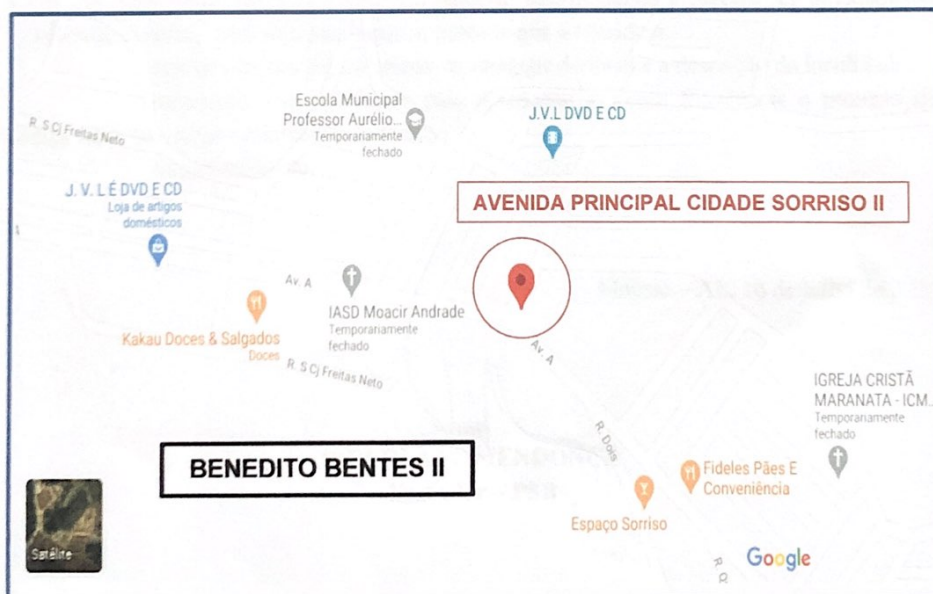 Escola Municipal
Professor Aurélio...
Temporariamente
fechado
J.V.L DVD E CD
R. S Cj Freitas Neto
J. V. L É DVD E CD
Loja de artigos
domésticos
AVENIDA PRINCIPAL CIDADE SORRISO II
1
Av. A
IASD Moacir Andrade
Temporariamente
fechado
Kakau Doces & Salgados
Doces
R. S Cj Freitas Neto
Av. A
IGREJA CRISTÃ
MARANATA - ICM...
Temporariamente
fechado
R. Dois
BENEDITO BENTES II
Fideles Pães E
Conveniência
Espaço Sorriso
Satélite
Google